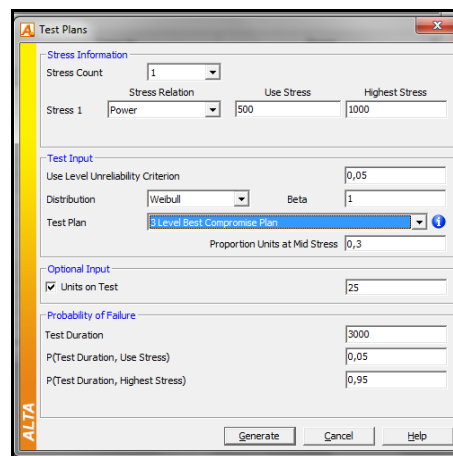 Test Plans
Stress Information
Stress Count 1
Stress Relation Use Stress Highest Stress
Stress 1 Power 500 1000
Test Input
Use Level Unreliability Criterion 0,05
Distribution Weibull Beta 1
Test Plan 3 Level Best Compromise Plan
Proportion Units at Mid Stress 0,3
Optional Input
Units on Test 25
Probability of Failure
Test Duration 3000
P(Test Duration, Use Stress) 0,05
P(Test Duration, Highest Stress) 0,95
ALTA
Generate Cancel Help